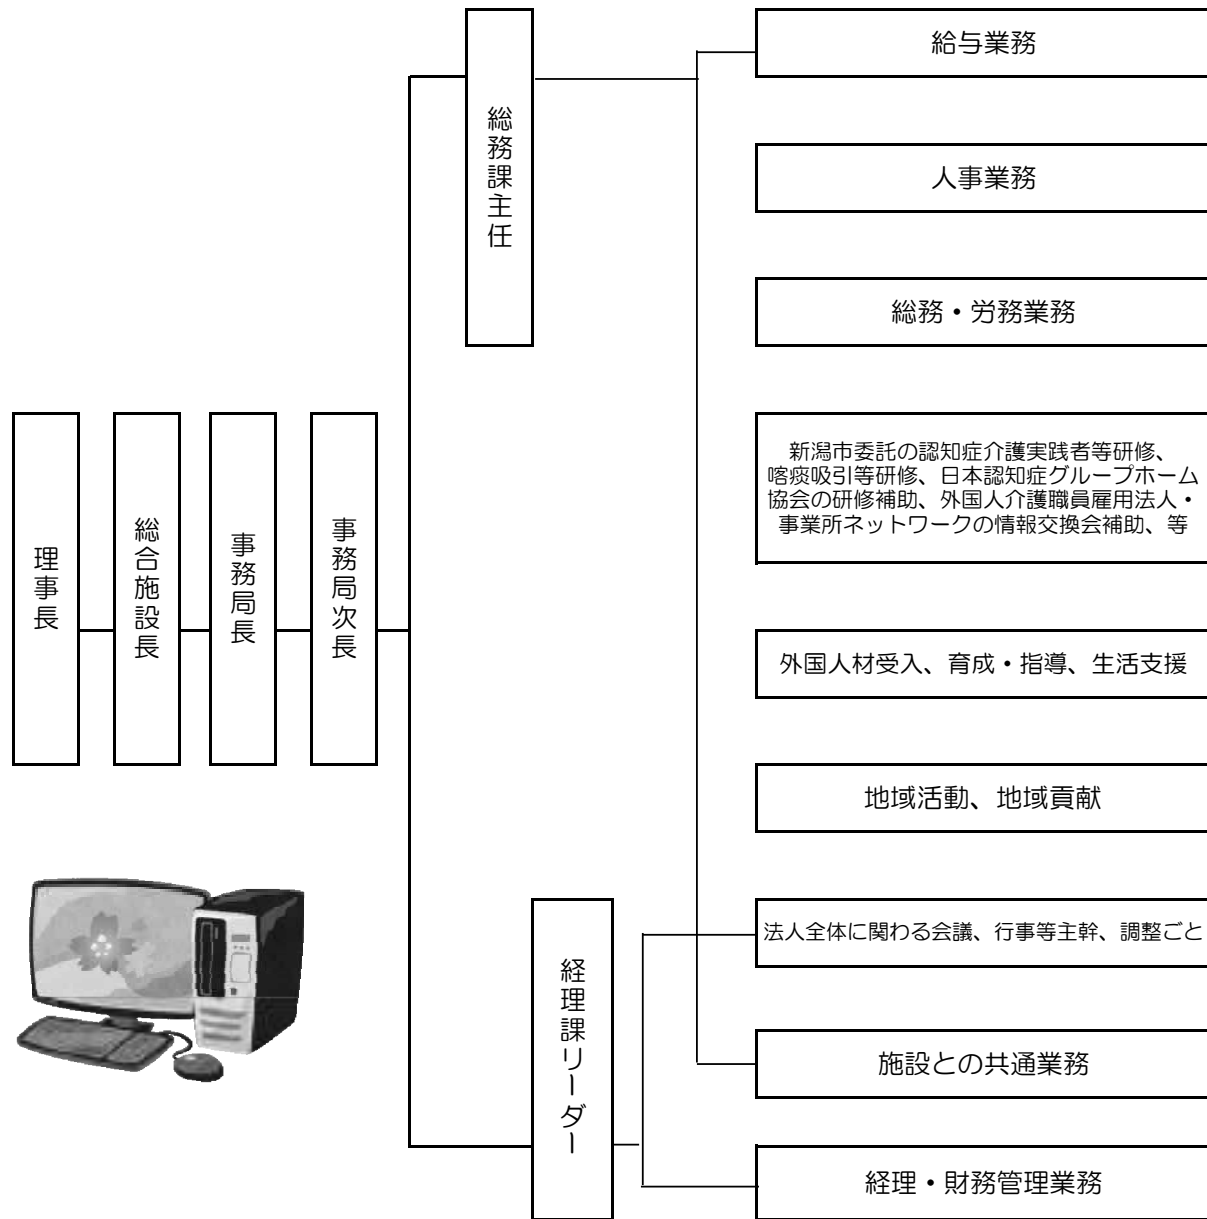 理事長
総合施設長
事務局長
事務局次長
総務課主任
経理課リーダー
給与業務
人事業務
総務・労務業務
新潟市委託の認知症介護実践者等研修、
喀痰吸引等研修、日本認知症グループホーム
協会の研修補助、外国人介護職員雇用法人・
事業所ネットワークの情報交換会補助、等
外国人材受入、育成・指導、生活支援
地域活動、地域貢献
法人全体に関わる会議、行事等主幹、調整ごと
施設との共通業務
経理・財務管理業務